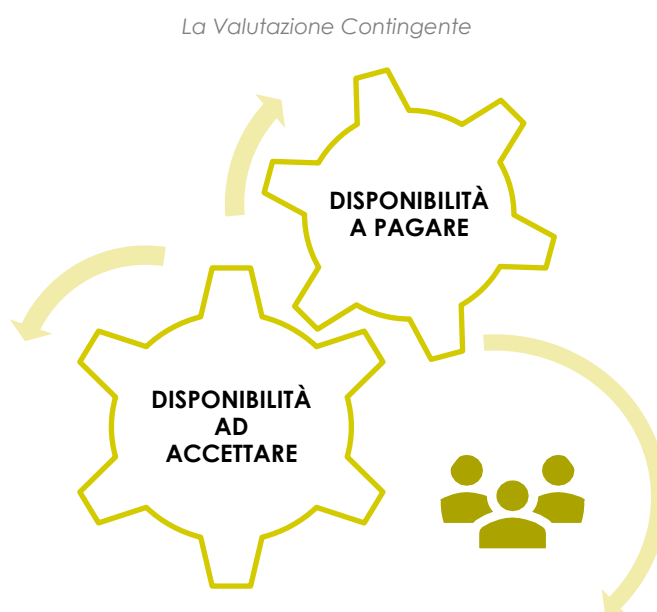 La Valutazione Contingente
DISPONIBILITÀ
A PAGARE
DISPONIBILITÀ
AD
ACCETTARE